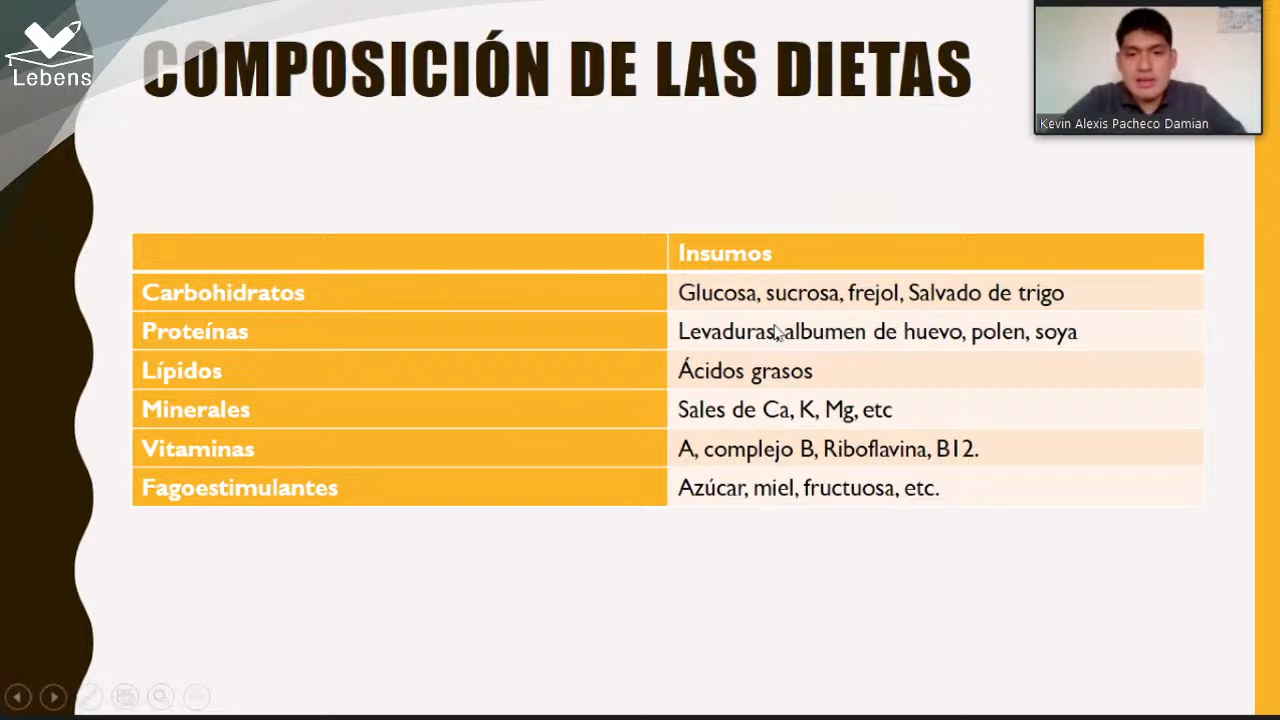 Lebens
COMPOSICIÓN DE LAS DIETAS
Kevin Alexis Pacheco Damian
Insumos
Carbohidratos Glucosa, sucrosa, frejol, Salvado de trigo
Proteínas Levaduras, albumen de huevo, polen, soya
Lípidos Ácidos grasos
Minerales Sales de Ca, K, Mg, etc
Vitaminas A, complejo B, Riboflavina, B12.
Fagoestimulantes Azúcar, miel, fructuosa, etc.